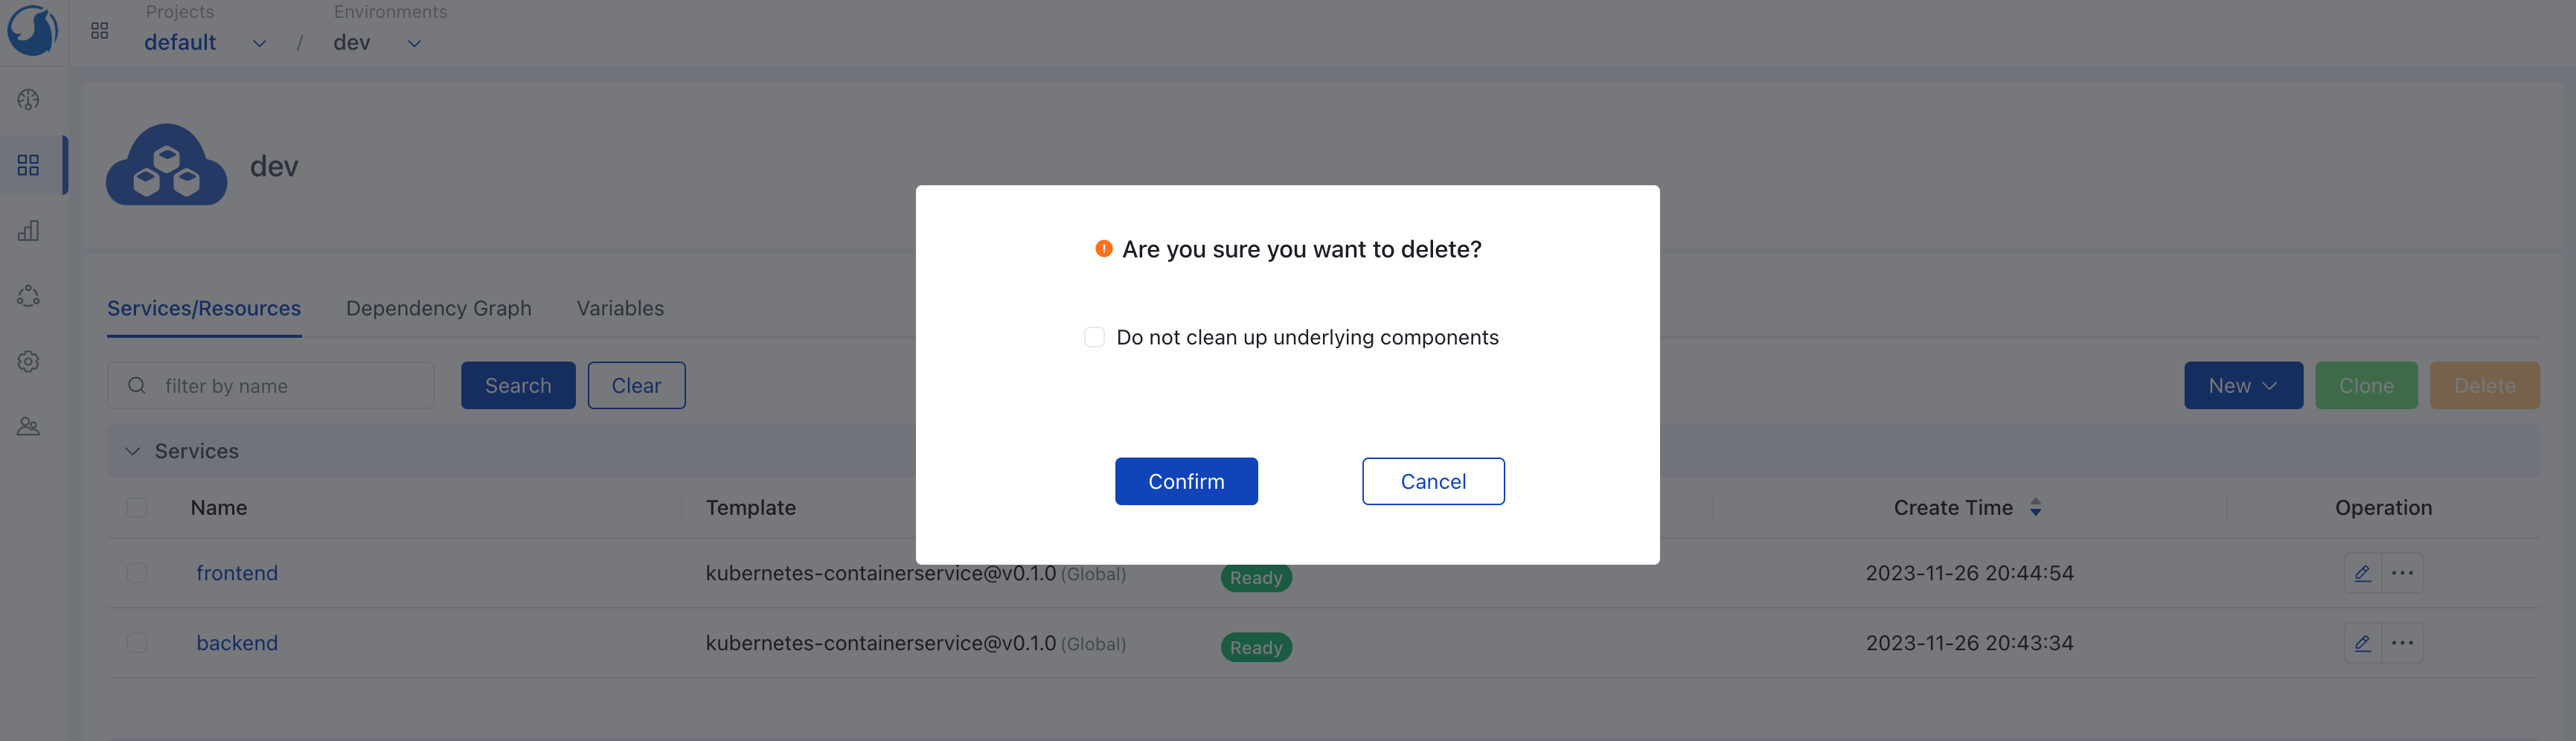 Projects Environments
default / dev
dev
Are you sure you want to delete?
Services/Resources Dependency Graph Variables
Do not clean up underlying components
filter by name Search Clear New Clone Delete
Services
Confirm Cancel
Name Template Create Time Operation
frontend kubernetes-containerservice@v0.1.0 (Global) Ready 2023-11-26 20:44:54
backend kubernetes-containerservice@v0.1.0 (Global) Ready 2023-11-26 20:43:34